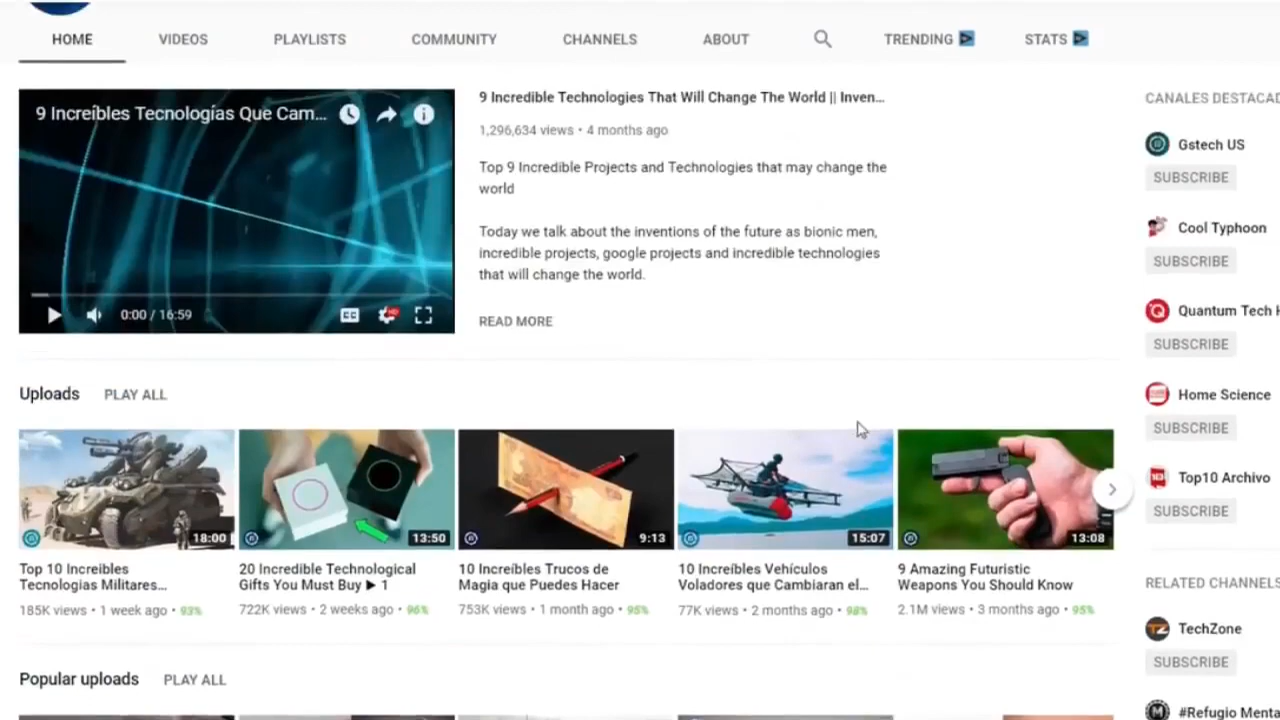 HOME VIDEOS PLAYLISTS COMMUNITY CHANNELS ABOUT TRENDING STATS
9 Increíbles Tecnologías Que Cam...
0:00 / 16:59
CC
HD
9 Incredible Technologies That Will Change The World || Inven...
1,296,634 views • 4 months ago
Top 9 Incredible Projects and Technologies that may change the
world
Today we talk about the inventions of the future as bionic men,
incredible projects, google projects and incredible technologies
that will change the world.
READ MORE
Uploads PLAY ALL
18:00
Top 10 Increibles
Tecnologias Militares...
185K views • 1 week ago • 93%
13:50
20 Incredible Technological
Gifts You Must Buy ▶ 1
722K views • 2 weeks ago • 96%
9:13
10 Increíbles Trucos de
Magia que Puedes Hacer
753K views • 1 month ago • 95%
15:07
10 Increíbles Vehículos
Voladores que Cambiaran el...
77K views • 2 months ago • 98%
13:08
9 Amazing Futuristic
Weapons You Should Know
2.1M views • 3 months ago • 95%
Popular uploads PLAY ALL
CANALES DESTACAD
Gstech US
SUBSCRIBE
Cool Typhoon
SUBSCRIBE
Quantum Tech H
SUBSCRIBE
Home Science
SUBSCRIBE
Top10 Archivo
SUBSCRIBE
RELATED CHANNELS
TZ
TechZone
SUBSCRIBE
#Refugio Menta